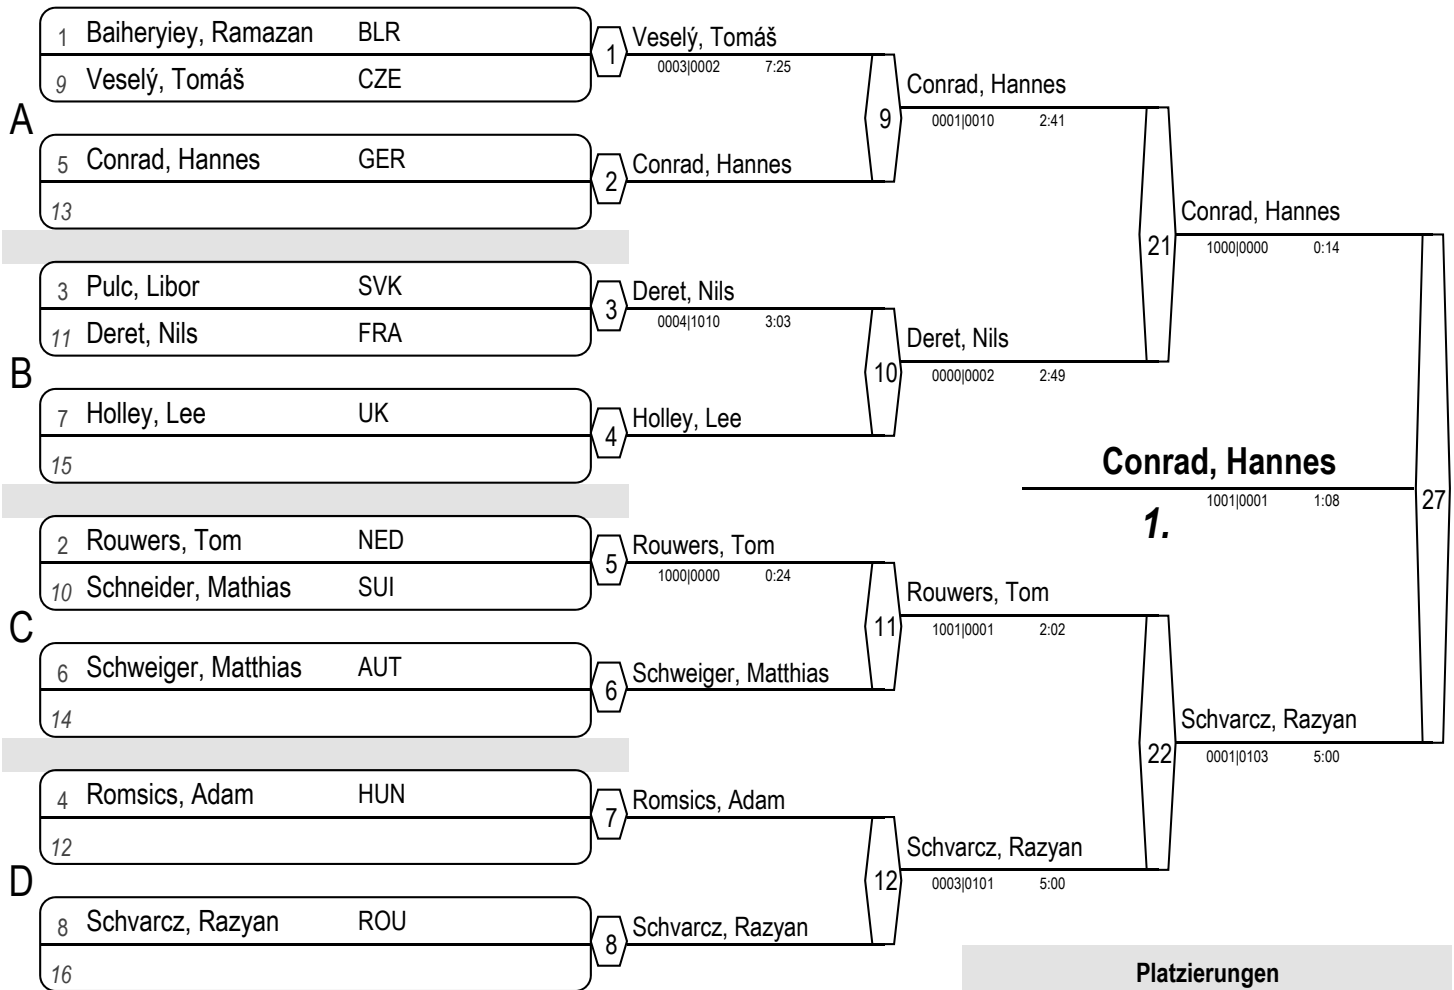 1 Baiheryiey, Ramazan BLR
9 Veselý, Tomáš CZE
A
5 Conrad, Hannes GER
13
3 Pulc, Libor SVK
11 Deret, Nils FRA
B
7 Holley, Lee UK
15
2 Rouwers, Tom NED
10 Schneider, Mathias SUI
C
6 Schweiger, Matthias AUT
14
4 Romsics, Adam HUN
12
D
8 Schvarcz, Razyan ROU
16
1 Veselý, Tomáš
0003|0002 7:25
2 Conrad, Hannes
3 Deret, Nils
0004|1010 3:03
4 Holley, Lee
5 Rouwers, Tom
1000|0000 0:24
6 Schweiger, Matthias
7 Romsics, Adam
8 Schvarcz, Razyan
9 Conrad, Hannes
0001|0010 2:41
10 Deret, Nils
0000|0002 2:49
11 Rouwers, Tom
1001|0001 2:02
12 Schvarcz, Razyan
0003|0101 5:00
21 Conrad, Hannes
1000|0000 0:14
22 Schvarcz, Razyan
0001|0103 5:00
Conrad, Hannes
27
1001|0001 1:08
1.
Platzierungen